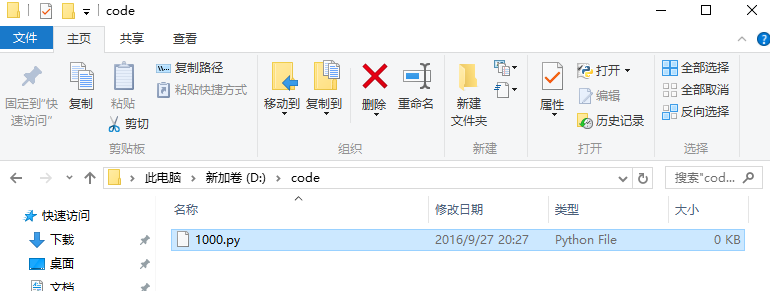 code
文件 主页 共享 查看
固定到"快速访问" 复制 粘贴 复制路径 粘贴快捷方式 剪切 移动到 复制到 删除 重命名 新建文件夹 属性 打开 编辑 历史记录 全部选择 全部取消 反向选择
剪贴板 组织 新建 打开 选择
此电脑 新加卷 (D:) code 搜索"cod...
快速访问 名称 修改日期 类型 大小
下载 1000.py 2016/9/27 20:27 Python File 0 KB
桌面
文档